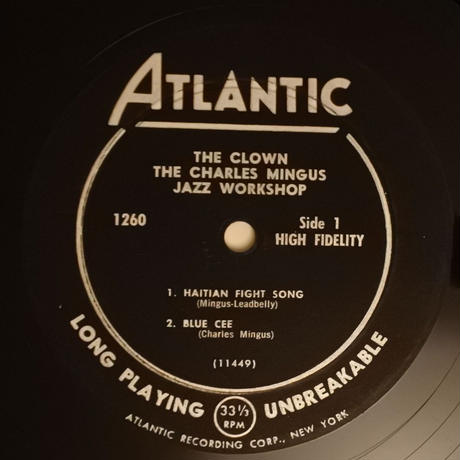 ATLANTIC
THE CLOWN
THE CHARLES MINGUS
JAZZ WORKSHOP
1260
Side 1
HIGH FIDELITY
1. HAITIAN FIGHT SONG
(Mingus-Leadbelly)
2. BLUE CEE
(Charles Mingus)
(11449)
LONG PLAYING
33⅓
RPM
UNBREAKABLE
ATLANTIC RECORDING CORP., NEW YORK